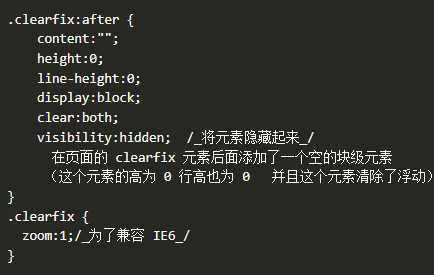 .clearfix:after {
content:"";
height:0;
line-height:0;
display:block;
clear:both;
visibility:hidden; /_将元素隐藏起来_/
在页面的 clearfix 元素后面添加了一个空的块级元素
（这个元素的高为 0 行高也为 0 并且这个元素清除了浮动）
}
.clearfix {
zoom:1;/_为了兼容 IE6_/
}